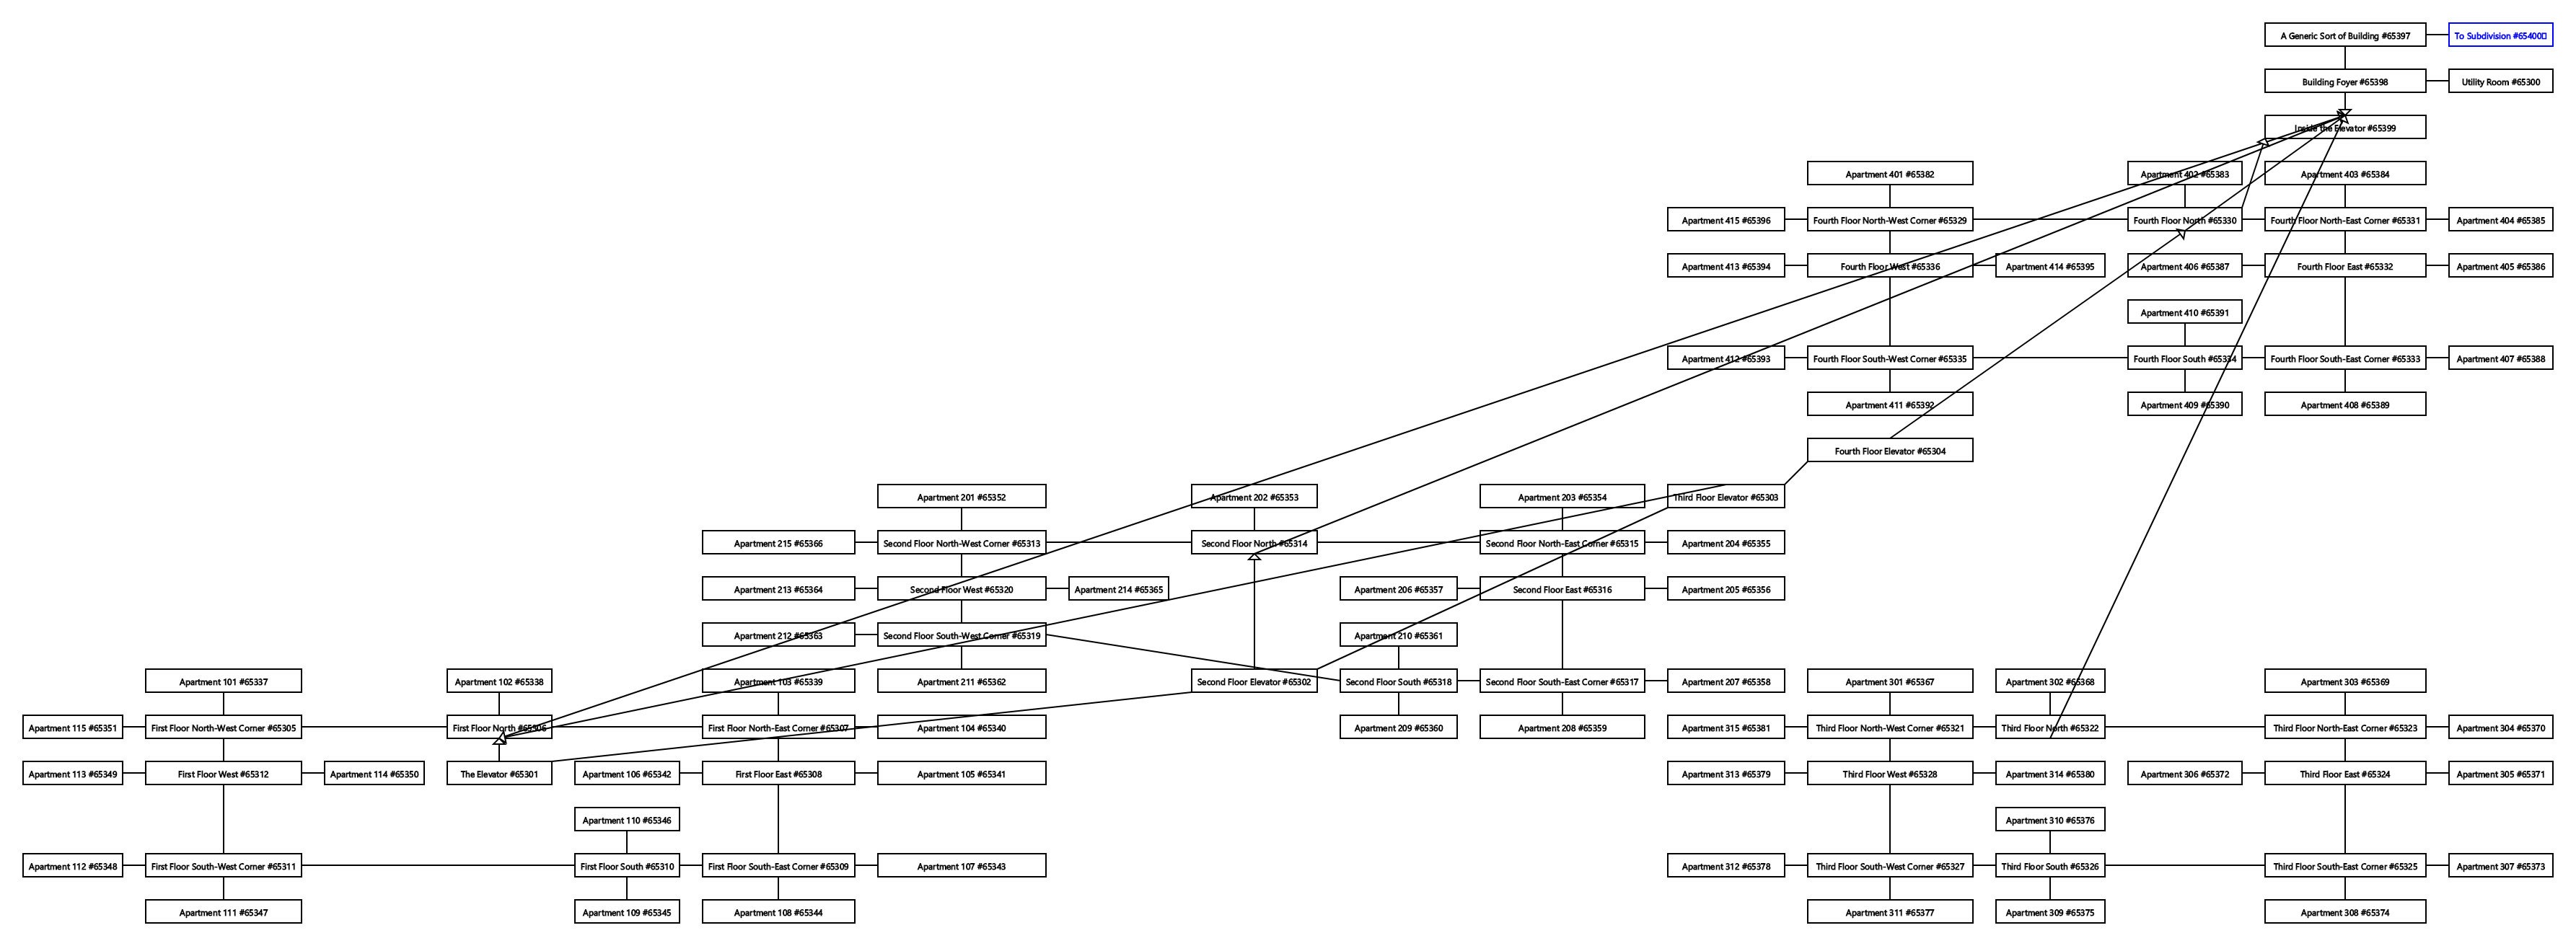 A Generic Sort of Building #65397
To Subdivision #65400
Building Foyer #65398
Utility Room #65300
Inside the Elevator #65399
Apartment 401 #65382
Apartment 402 #65383
Apartment 403 #65384
Apartment 415 #65396
Fourth Floor North-West Corner #65329
Fourth Floor North #65330
Fourth Floor North-East Corner #65331
Apartment 404 #65385
Apartment 413 #65394
Fourth Floor West #65336
Apartment 414 #65395
Apartment 406 #65387
Fourth Floor East #65332
Apartment 405 #65386
Apartment 410 #65391
Apartment 412 #65393
Fourth Floor South-West Corner #65335
Fourth Floor South #65334
Fourth Floor South-East Corner #65333
Apartment 407 #65388
Apartment 411 #65392
Apartment 409 #65390
Apartment 408 #65389
Fourth Floor Elevator #65304
Apartment 201 #65352
Apartment 202 #65353
Apartment 203 #65354
Third Floor Elevator #65303
Apartment 215 #65366
Second Floor North-West Corner #65313
Second Floor North #65314
Second Floor North-East Corner #65315
Apartment 204 #65355
Apartment 213 #65364
Second Floor West #65320
Apartment 214 #65365
Apartment 206 #65357
Second Floor East #65316
Apartment 205 #65356
Apartment 212 #65363
Second Floor South-West Corner #65319
Apartment 210 #65361
Apartment 101 #65337
Apartment 102 #65338
Apartment 103 #65339
Apartment 211 #65362
Second Floor Elevator #65302
Second Floor South #65318
Second Floor South-East Corner #65317
Apartment 207 #65358
Apartment 301 #65367
Apartment 302 #65368
Apartment 303 #65369
Apartment 115 #65351
First Floor North-West Corner #65305
First Floor North #65306
First Floor North-East Corner #65307
Apartment 104 #65340
Apartment 209 #65360
Apartment 208 #65359
Apartment 315 #65381
Third Floor North-West Corner #65321
Third Floor North #65322
Third Floor North-East Corner #65323
Apartment 304 #65370
Apartment 113 #65349
First Floor West #65312
Apartment 114 #65350
The Elevator #65301
Apartment 106 #65342
First Floor East #65308
Apartment 105 #65341
Apartment 313 #65379
Third Floor West #65328
Apartment 314 #65380
Apartment 306 #65372
Third Floor East #65324
Apartment 305 #65371
Apartment 110 #65346
Apartment 310 #65376
Apartment 112 #65348
First Floor South-West Corner #65311
First Floor South #65310
First Floor South-East Corner #65309
Apartment 107 #65343
Apartment 312 #65378
Third Floor South-West Corner #65327
Third Floor South #65326
Third Floor South-East Corner #65325
Apartment 307 #65373
Apartment 111 #65347
Apartment 109 #65345
Apartment 108 #65344
Apartment 311 #65377
Apartment 309 #65375
Apartment 308 #65374